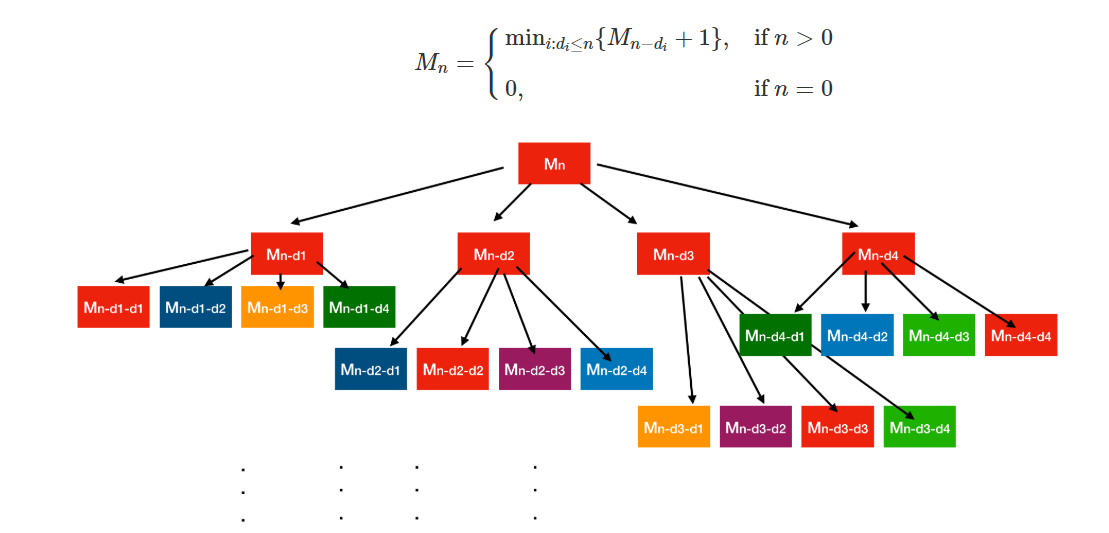 M_n = { min_{i:d_i≤n}{M_{n−d_i} + 1}, if n > 0
0, if n = 0
Mn
Mn-d1 Mn-d2 Mn-d3 Mn-d4
Mn-d1-d1 Mn-d1-d2 Mn-d1-d3 Mn-d1-d4
Mn-d4-d1 Mn-d4-d2 Mn-d4-d3 Mn-d4-d4
Mn-d2-d1 Mn-d2-d2 Mn-d2-d3 Mn-d2-d4
Mn-d3-d1 Mn-d3-d2 Mn-d3-d3 Mn-d3-d4